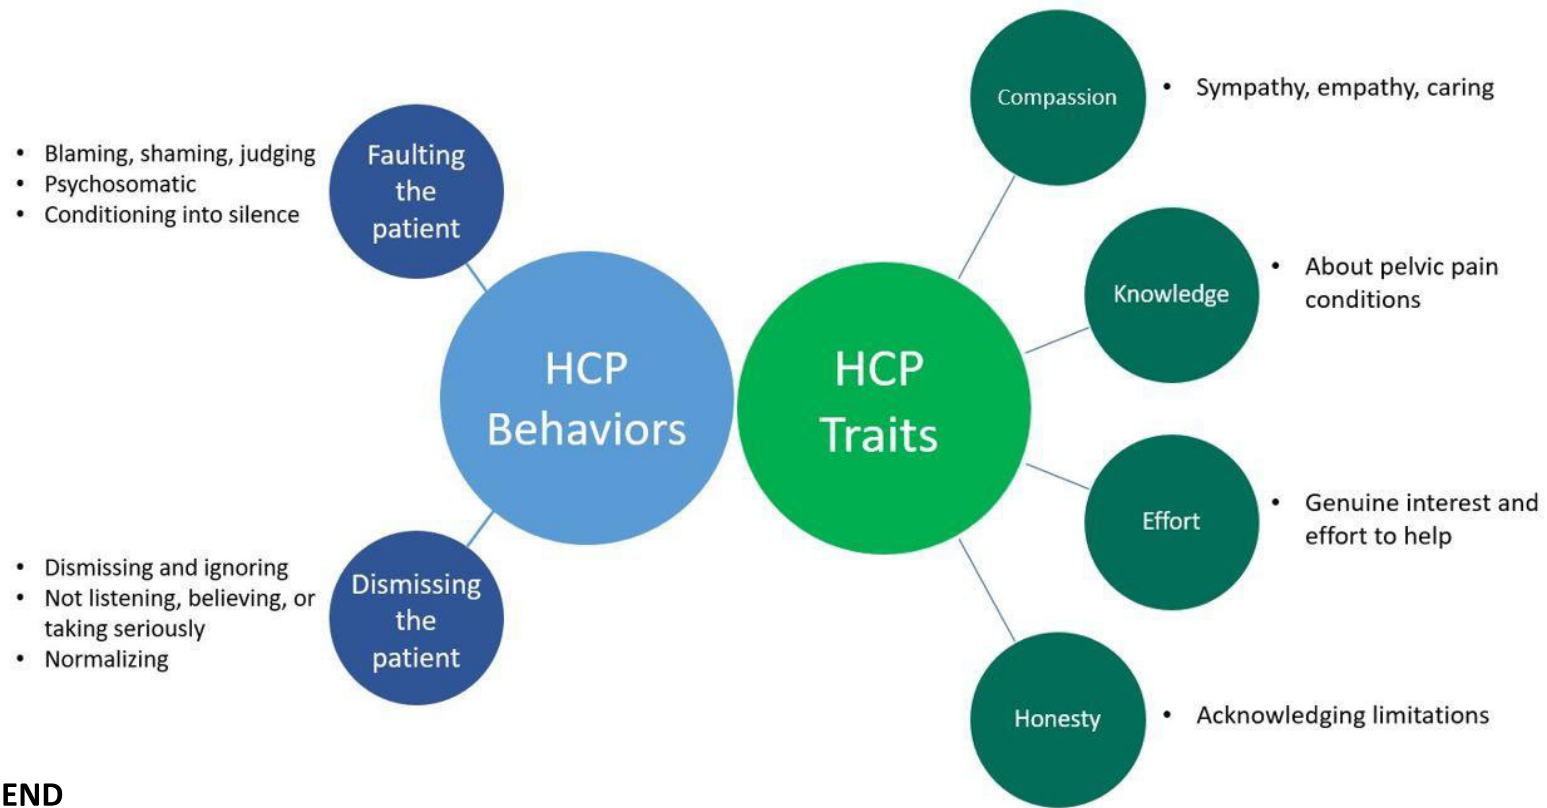 • Blaming, shaming, judging
• Psychosomatic
• Conditioning into silence
Faulting
the
patient
HCP
Behaviors
• Dismissing and ignoring
• Not listening, believing, or
taking seriously
• Normalizing
Dismissing
the
patient
HCP
Traits
Compassion
• Sympathy, empathy, caring
Knowledge
• About pelvic pain
conditions
Effort
• Genuine interest and
effort to help
Honesty
• Acknowledging limitations
END